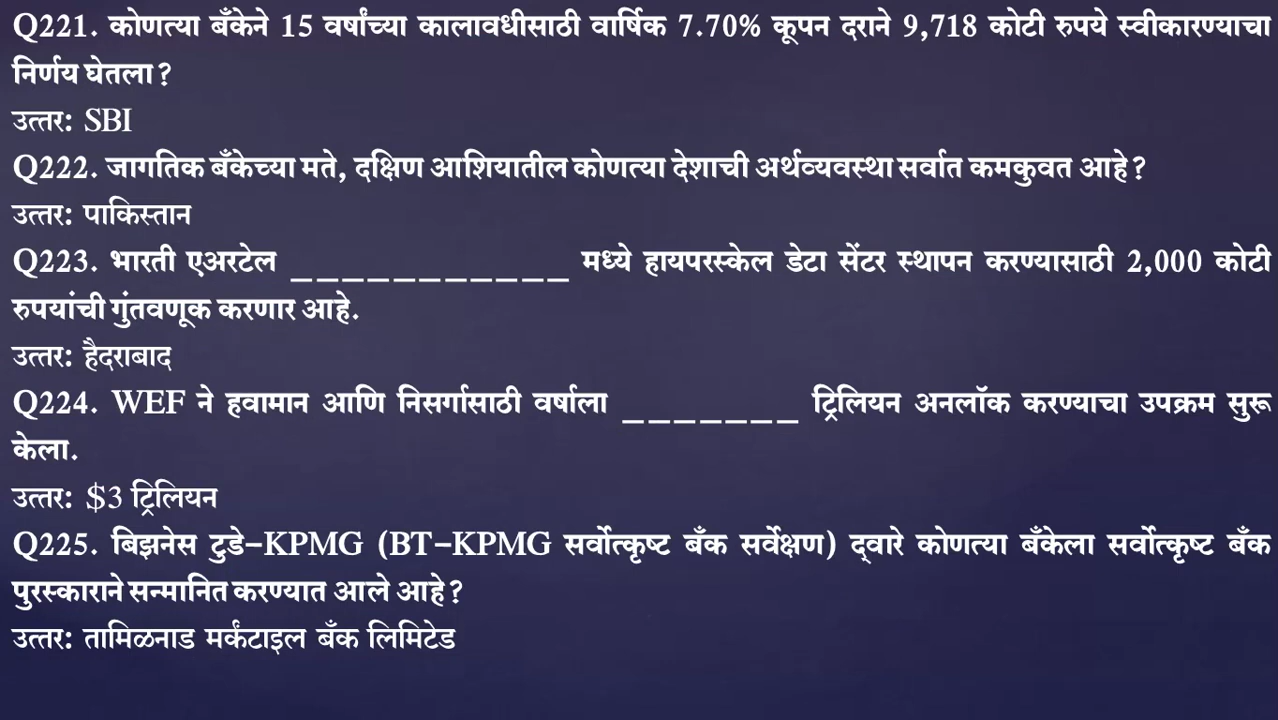 Q221. कोणत्या बँकेने 15 वर्षांच्या कालावधीसाठी वार्षिक 7.70% कूपन दराने 9,718 कोटी रुपये स्वीकारण्याचा
निर्णय घेतला?
उत्तर: SBI
Q222. जागतिक बँकेच्या मते, दक्षिण आशियातील कोणत्या देशाची अर्थव्यवस्था सर्वात कमकुवत आहे?
उत्तर: पाकिस्तान
Q223. भारती एअरटेल ___________ मध्ये हायपरस्केल डेटा सेंटर स्थापन करण्यासाठी 2,000 कोटी
रुपयांची गुंतवणूक करणार आहे.
उत्तर: हैदराबाद
Q224. WEF ने हवामान आणि निसर्गासाठी वर्षाला _______ ट्रिलियन अनलॉक करण्याचा उपक्रम सुरू
केला.
उत्तर: $3 ट्रिलियन
Q225. बिझनेस टुडे-KPMG (BT-KPMG सर्वोत्कृष्ट बँक सर्वेक्षण) द्वारे कोणत्या बँकेला सर्वोत्कृष्ट बँक
पुरस्काराने सन्मानित करण्यात आले आहे?
उत्तर: तामिळनाड मर्कंटाइल बँक लिमिटेड